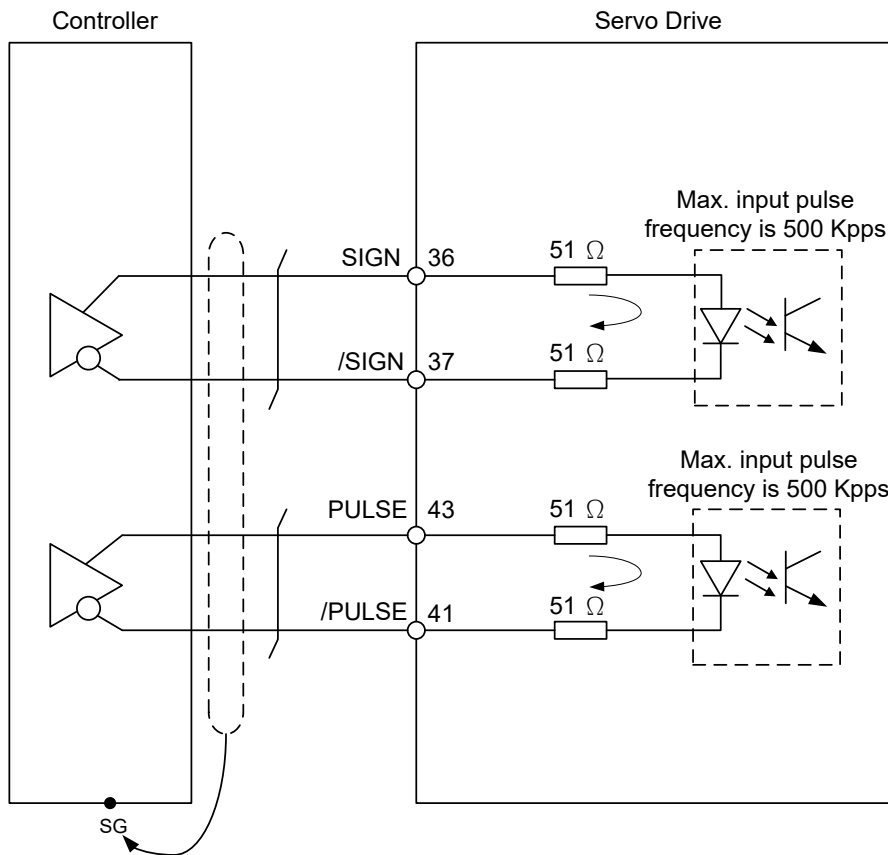 Controller
Servo Drive
Max. input pulse
frequency is 500 Kpps
SIGN 36
51 Ω
/SIGN 37
51 Ω
Max. input pulse
frequency is 500 Kpps
PULSE 43
51 Ω
/PULSE 41
51 Ω
SG